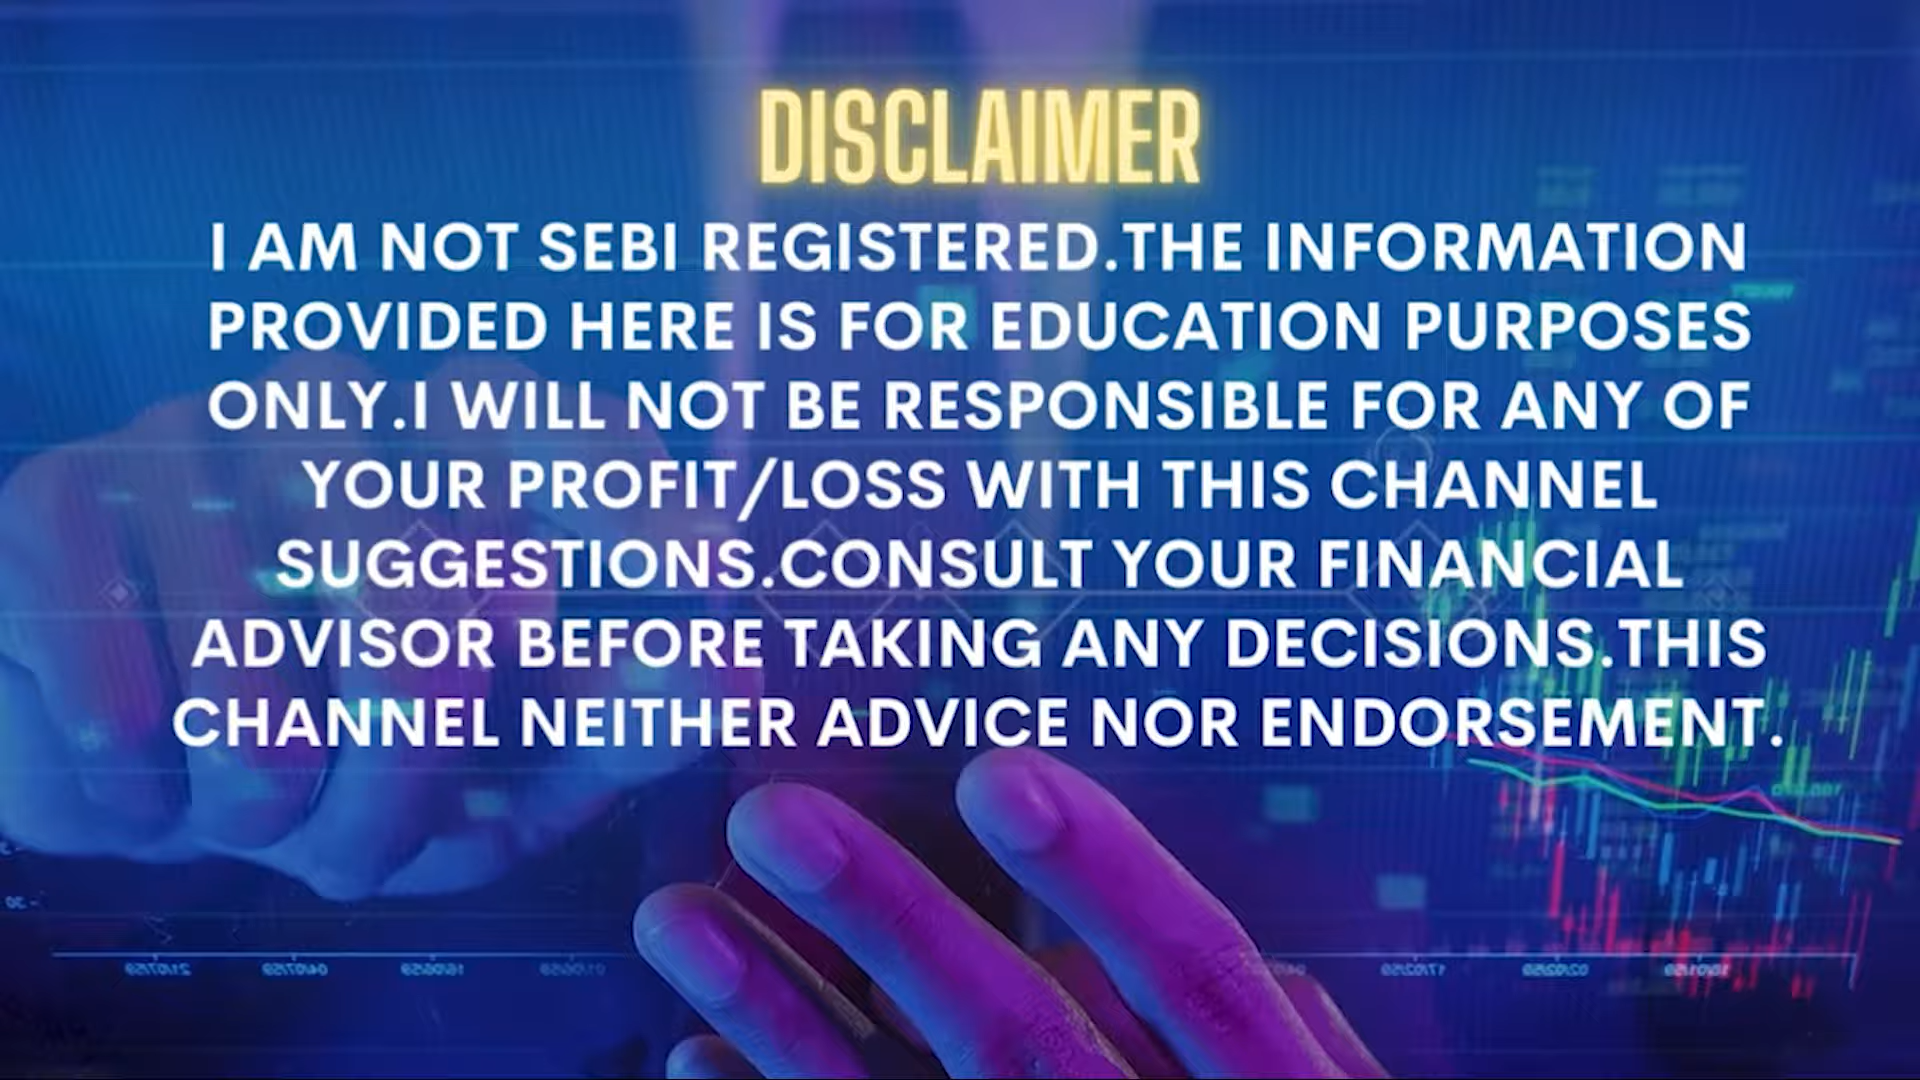 DISCLAIMER
I AM NOT SEBI REGISTERED.THE INFORMATION
PROVIDED HERE IS FOR EDUCATION PURPOSES
ONLY.I WILL NOT BE RESPONSIBLE FOR ANY OF
YOUR PROFIT/LOSS WITH THIS CHANNEL
SUGGESTIONS.CONSULT YOUR FINANCIAL
ADVISOR BEFORE TAKING ANY DECISIONS.THIS
CHANNEL NEITHER ADVICE NOR ENDORSEMENT.